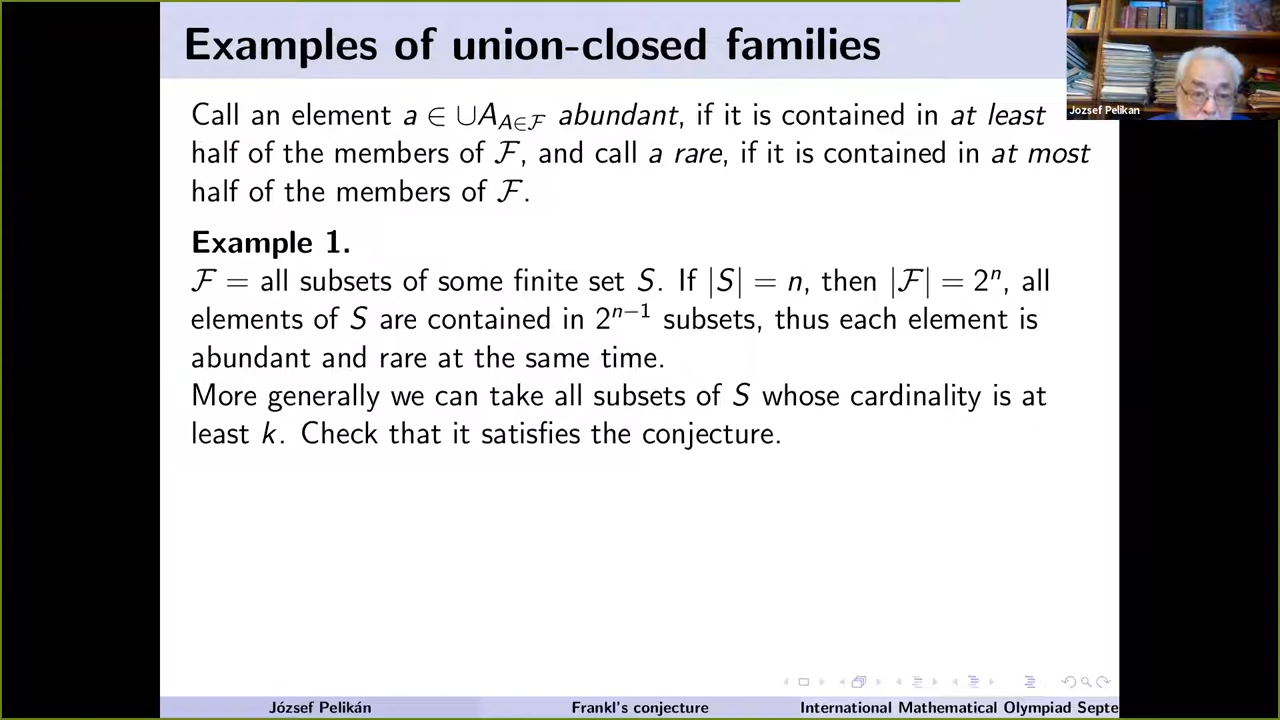 Examples of union-closed families
Jozsef Pelikan
Call an element a ∈ ∪A_{A∈ℱ} abundant, if it is contained in at least
half of the members of ℱ, and call a rare, if it is contained in at most
half of the members of ℱ.
Example 1.
ℱ = all subsets of some finite set S. If |S| = n, then |ℱ| = 2ⁿ, all
elements of S are contained in 2ⁿ⁻¹ subsets, thus each element is
abundant and rare at the same time.
More generally we can take all subsets of S whose cardinality is at
least k. Check that it satisfies the conjecture.
József Pelikán
Frankl's conjecture
International Mathematical Olympiad Septe